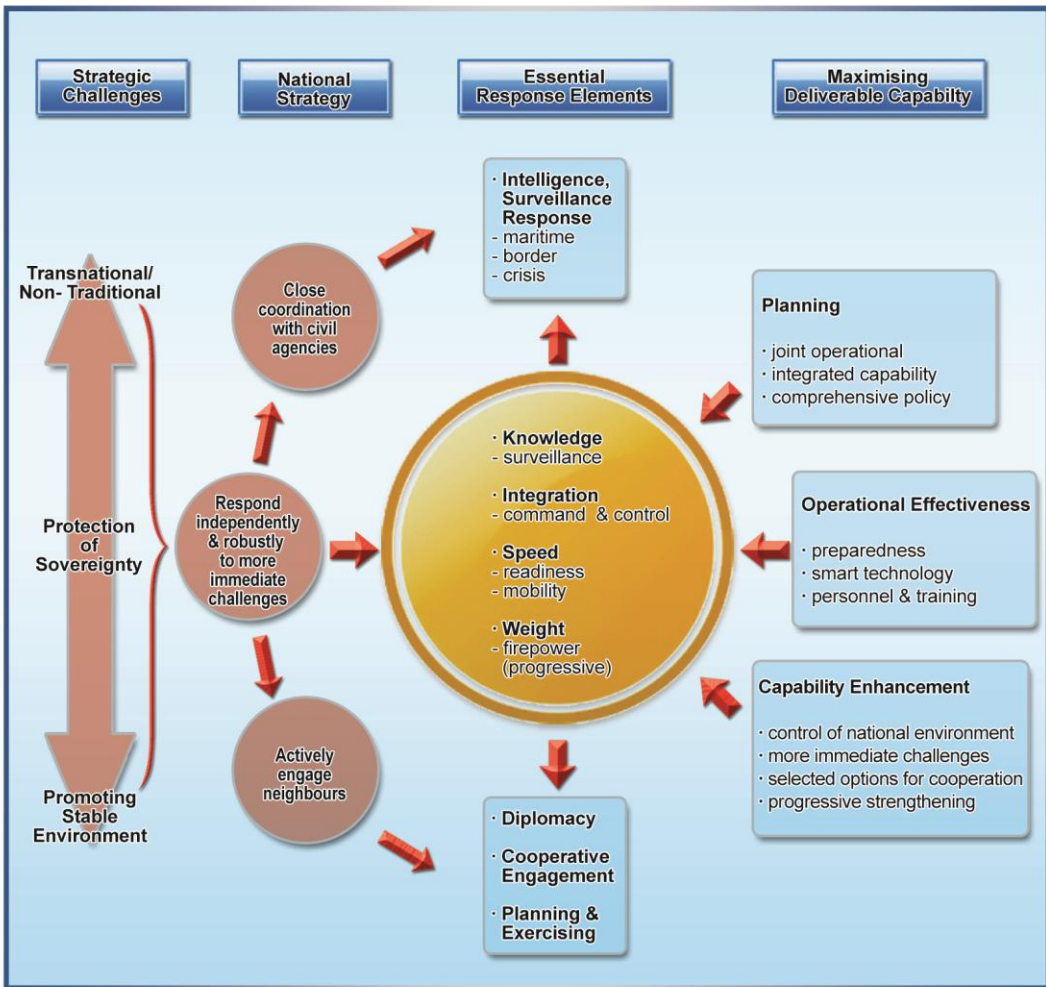 Strategic
Challenges
National
Strategy
Essential
Response Elements
Maximising
Deliverable Capabilty
Transnational/
Non- Traditional
Protection
of
Sovereignty
Promoting
Stable
Environment
Close
coordination
with civil
agencies
Respond
independently
& robustly
to more
immediate
challenges
Actively
engage
neighbours
· Intelligence,
Surveillance
Response
- maritime
- border
- crisis
· Knowledge
- surveillance
· Integration
- command & control
· Speed
- readiness
- mobility
· Weight
- firepower
(progressive)
· Diplomacy
· Cooperative
Engagement
· Planning &
Exercising
Planning
· joint operational
· integrated capability
· comprehensive policy
Operational Effectiveness
· preparedness
· smart technology
· personnel & training
Capability Enhancement
· control of national environment
· more immediate challenges
· selected options for cooperation
· progressive strengthening